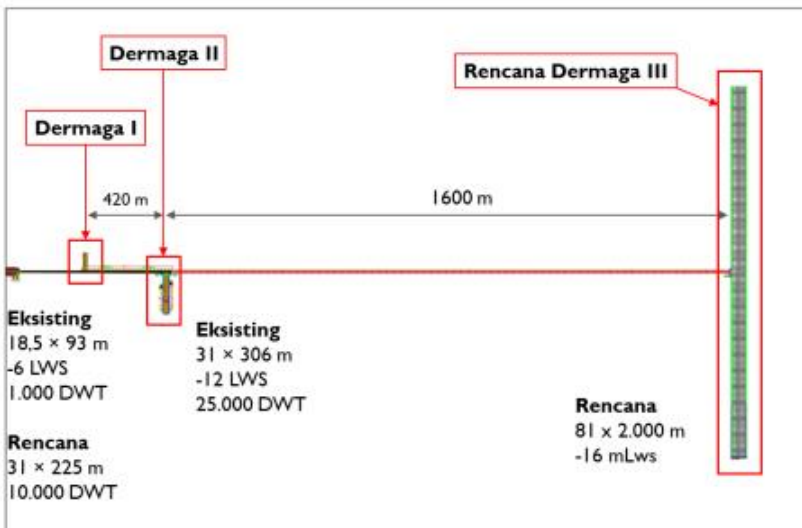 Dermaga II
Rencana Dermaga III
Dermaga I
420 m
1600 m
Eksisting
18,5 × 93 m
-6 LWS
1.000 DWT
Rencana
31 × 225 m
10.000 DWT
Eksisting
31 × 306 m
-12 LWS
25.000 DWT
Rencana
81 x 2.000 m
-16 mLws